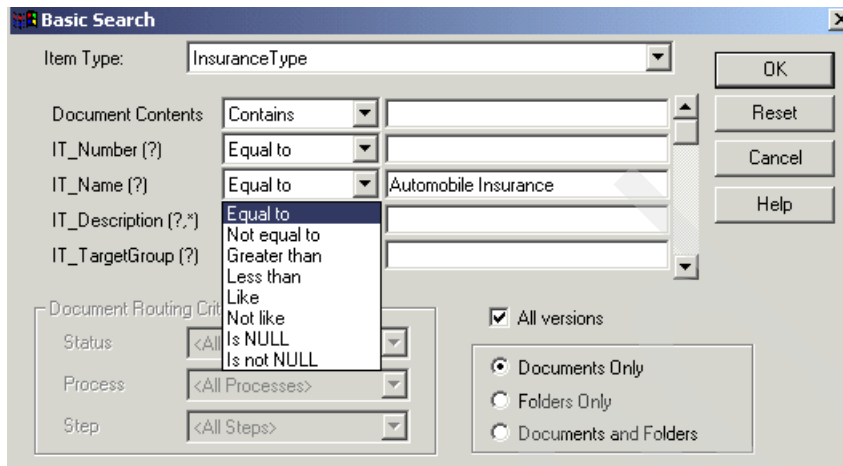 Basic Search
Item Type: InsuranceType
OK
Document Contents Contains
Reset
IT_Number (?) Equal to
Cancel
IT_Name (?) Equal to Automobile Insurance
Help
IT_Description (?,*)
Equal to
Not equal to
IT_TargetGroup (?)
Greater than
Less than
Like
Not like
Is NULL
Is not NULL
Document Routing Crit
All versions
Status <All
Documents Only
Process <All Processes>
Folders Only
Step <All Steps>
Documents and Folders